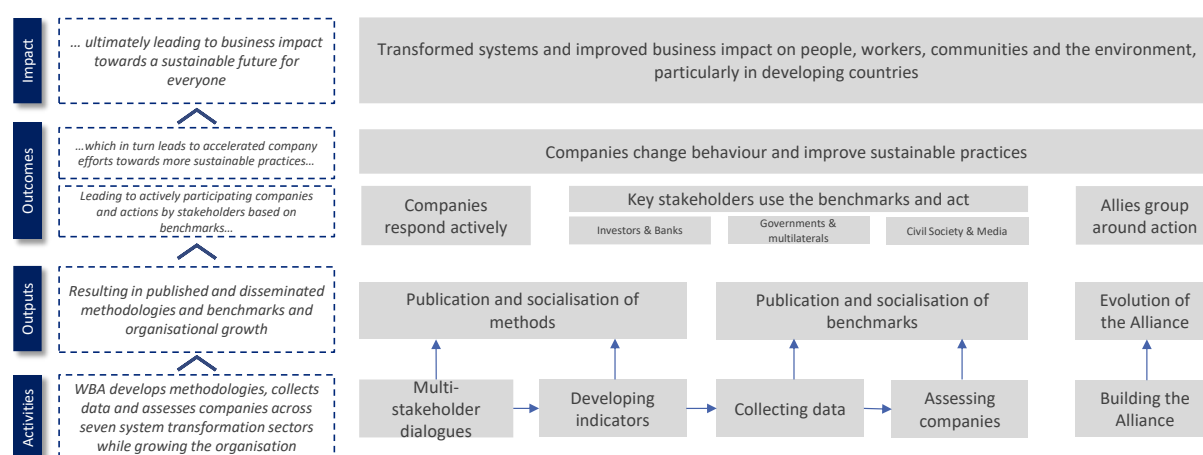 Impact
… ultimately leading to business impact
towards a sustainable future for
everyone
Transformed systems and improved business impact on people, workers, communities and the environment,
particularly in developing countries
Outcomes
…which in turn leads to accelerated company
efforts towards more sustainable practices…
Companies change behaviour and improve sustainable practices
Leading to actively participating companies
and actions by stakeholders based on
benchmarks…
Companies
respond actively
Key stakeholders use the benchmarks and act
Investors & Banks
Governments &
multilaterals
Civil Society & Media
Allies group
around action
Outputs
Resulting in published and disseminated
methodologies and benchmarks and
organisational growth
Publication and socialisation of
methods
Publication and socialisation of
benchmarks
Evolution of
the Alliance
Activities
WBA develops methodologies, collects
data and assesses companies across
seven system transformation sectors
while growing the organisation
Multi-
stakeholder
dialogues
Developing
indicators
Collecting data
Assessing
companies
Building the
Alliance